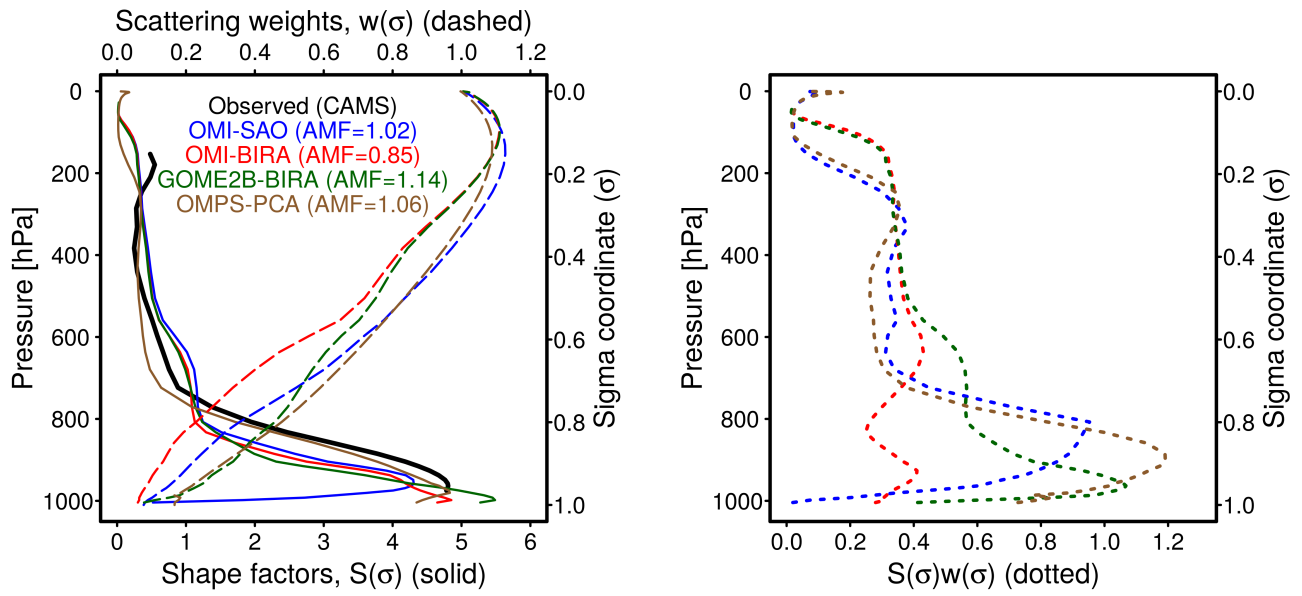 Scattering weights, w(σ) (dashed)
0.0 0.2 0.4 0.6 0.8 1.0 1.2
Observed (CAMS)
OMI-SAO (AMF=1.02)
OMI-BIRA (AMF=0.85)
GOME2B-BIRA (AMF=1.14)
OMPS-PCA (AMF=1.06)
Pressure [hPa]
0
200
400
600
800
1000
Sigma coordinate (σ)
0.0
0.2
0.4
0.6
0.8
1.0
0 1 2 3 4 5 6
Shape factors, S(σ) (solid)
Pressure [hPa]
0
200
400
600
800
1000
Sigma coordinate (σ)
0.0
0.2
0.4
0.6
0.8
1.0
0.0 0.2 0.4 0.6 0.8 1.0 1.2
S(σ)w(σ) (dotted)